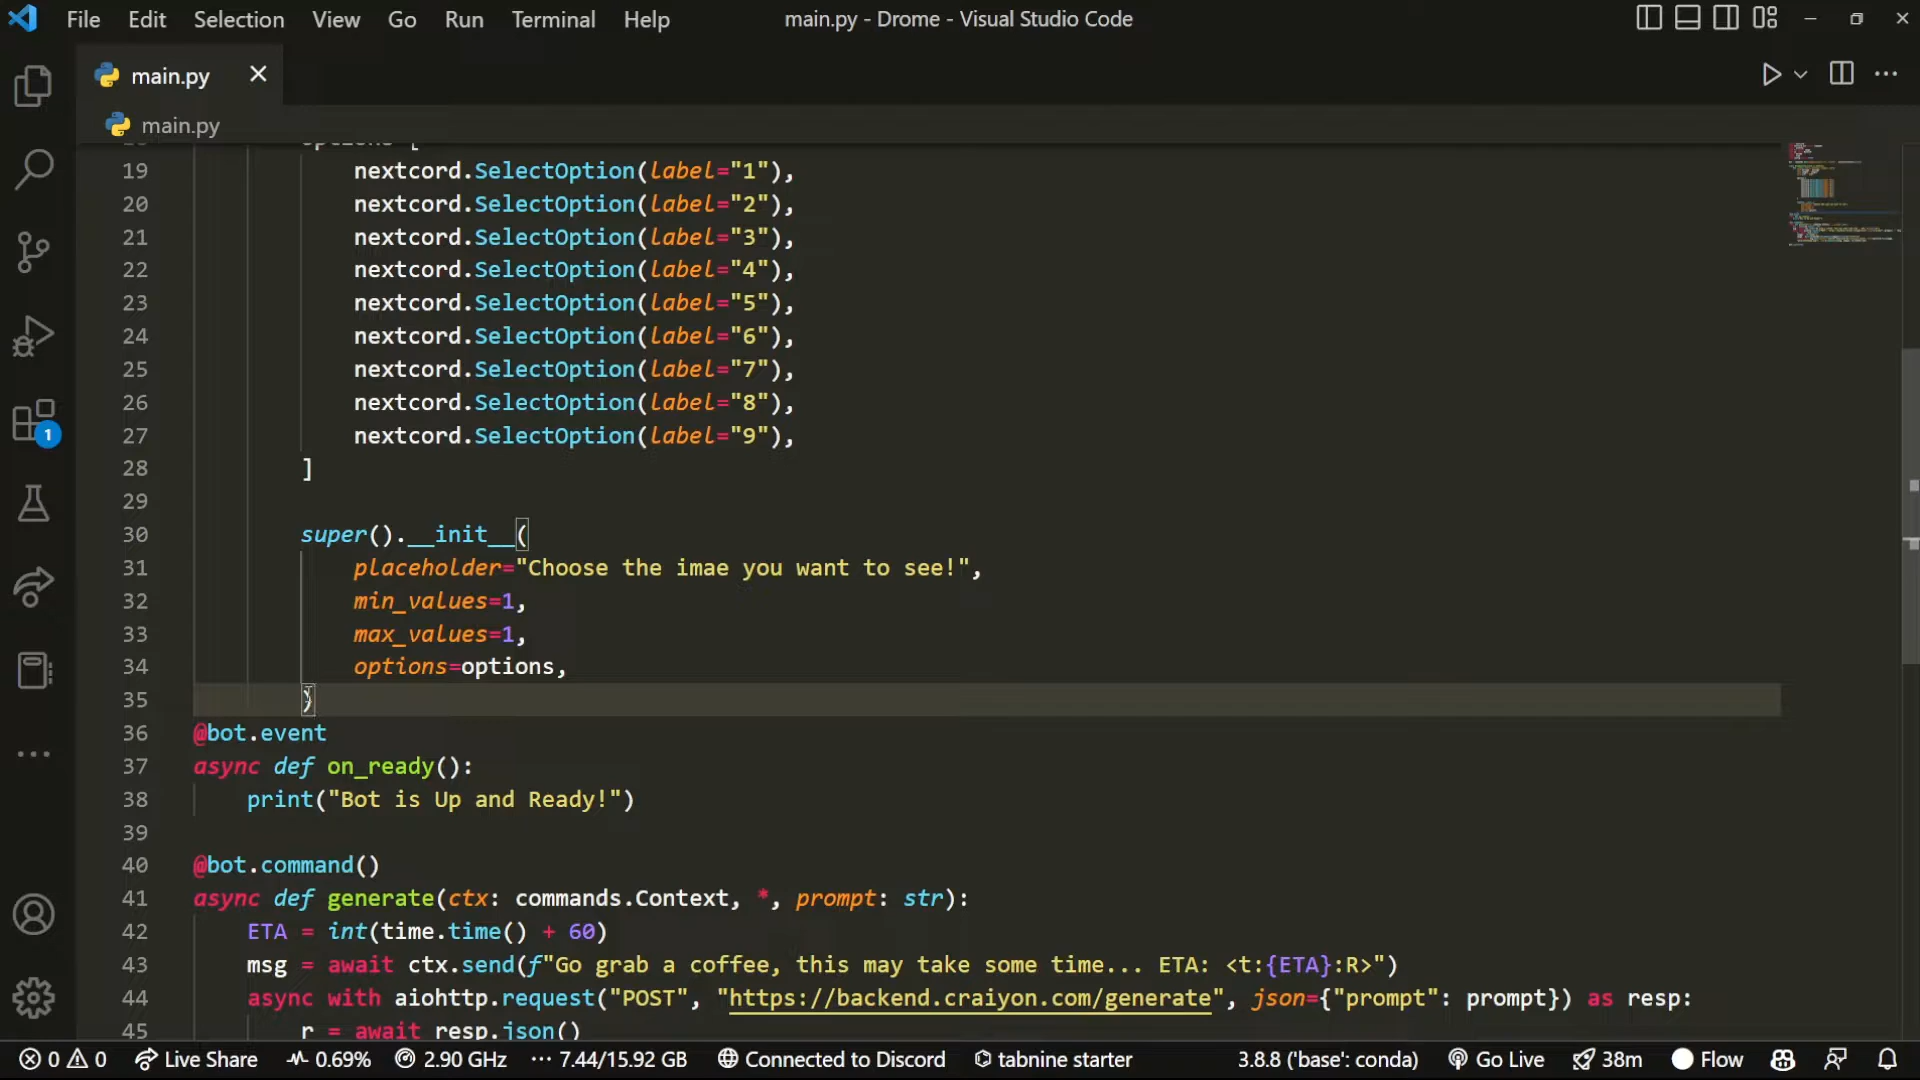 File Edit Selection View Go Run Terminal Help main.py - Drome - Visual Studio Code
main.py
main.py
options [
19 nextcord.SelectOption(label="1"),
20 nextcord.SelectOption(label="2"),
21 nextcord.SelectOption(label="3"),
22 nextcord.SelectOption(label="4"),
23 nextcord.SelectOption(label="5"),
24 nextcord.SelectOption(label="6"),
25 nextcord.SelectOption(label="7"),
26 nextcord.SelectOption(label="8"),
27 nextcord.SelectOption(label="9"),
28 ]
29
30 super().__init__(
31 placeholder="Choose the imae you want to see!",
32 min_values=1,
33 max_values=1,
34 options=options,
35 )
36 @bot.event
37 async def on_ready():
38 print("Bot is Up and Ready!")
39
40 @bot.command()
41 async def generate(ctx: commands.Context, *, prompt: str):
42 ETA = int(time.time() + 60)
43 msg = await ctx.send(f"Go grab a coffee, this may take some time... ETA: <t:{ETA}:R>")
44 async with aiohttp.request("POST", "https://backend.craiyon.com/generate", json={"prompt": prompt}) as resp:
45 r = await resp.json()
1
0 0 Live Share 0.69% 2.90 GHz 7.44/15.92 GB Connected to Discord tabnine starter 3.8.8 ('base': conda) Go Live 38m Flow